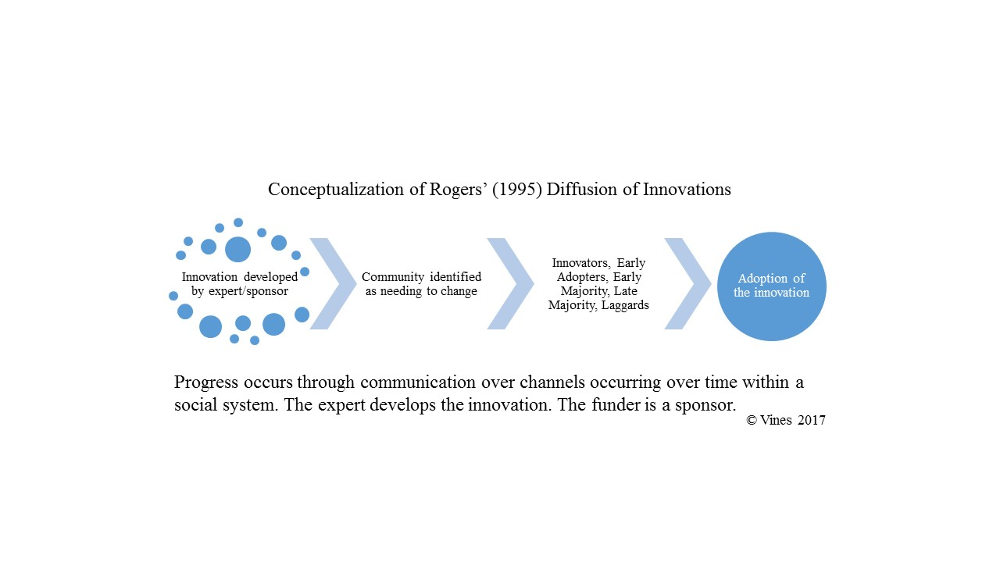 Conceptualization of Rogers’ (1995) Diffusion of Innovations
Innovation developed
by expert/sponsor
Community identified
as needing to change
Innovators, Early
Adopters, Early
Majority, Late
Majority, Laggards
Adoption of
the innovation
Progress occurs through communication over channels occurring over time within a
social system. The expert develops the innovation. The funder is a sponsor.
© Vines 2017